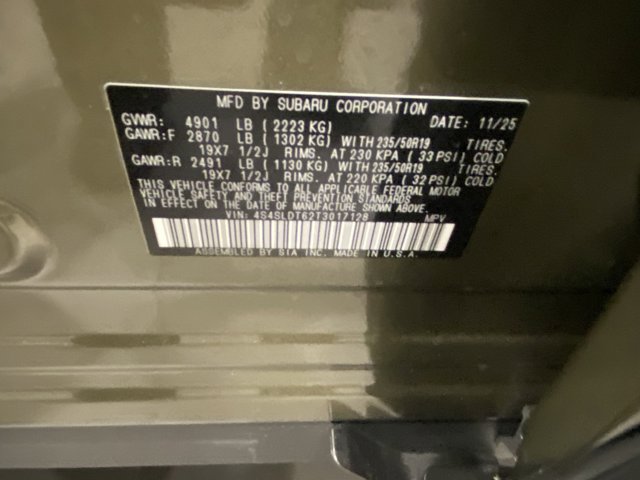 MFD BY SUBARU CORPORATION DATE: 11/25
GVWR: 4901 LB ( 2223 KG)
GAWR: F 2870 LB ( 1302 KG) WITH 235/50R19 TIRES,
19X7 1/2J RIMS, AT 230 KPA ( 33 PSI) COLD
GAWR: R 2491 LB ( 1130 KG) WITH 235/50R19 TIRES,
19X7 1/2J RIMS, AT 220 KPA ( 32 PSI) COLD
THIS VEHICLE CONFORMS TO ALL APPLICABLE FEDERAL MOTOR
VEHICLE SAFETY AND THEFT PREVENTION STANDARDS
IN EFFECT ON THE DATE OF MANUFACTURE SHOWN ABOVE.
VIN: 4S4SLDT62T3017128 MPV
ASSEMBLED BY SIA INC. MADE IN U.S.A.